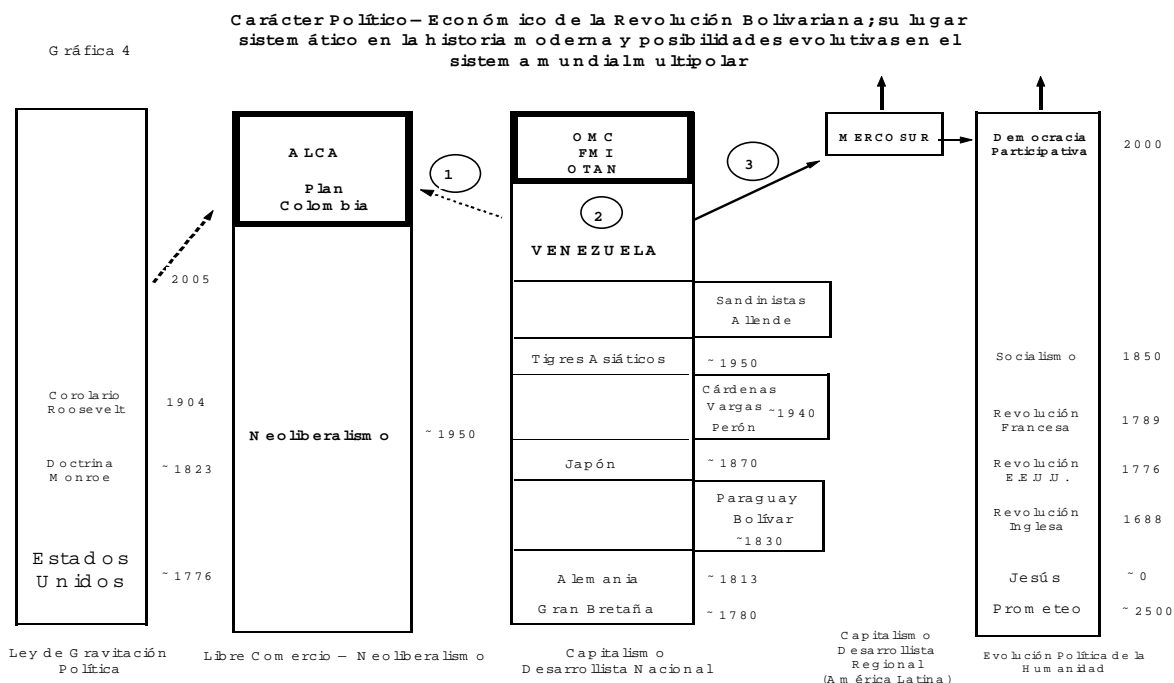 Gráfica 4
Carácter Político – Económico de la Revolución Bolivariana; su lugar
sistemático en la historia moderna y posibilidades evolutivas en el
sistema mundial multipolar
2005
Corolario
Roosevelt
1904
Doctrina
Monroe
~1823
Estados
Unidos
~1776
Ley de Gravitación
Política
ALCA
Plan
Colombia
Neoliberalismo
~1950
Libre Comercio – Neoliberalismo
1
OMC
FMI
OTAN
2
VENEZUELA
3
Sandinistas
Allende
Tigres Asiáticos
~1950
Cárdenas
Vargas ~1940
Perón
Japón
~1870
Paraguay
Bolívar
~1830
Alemania
~1813
Gran Bretaña
~1780
Capitalismo
Desarrollista Nacional
MERCOSUR
Capitalismo
Desarrollista
Regional
(América Latina)
Democracia
Participativa
2000
Socialismo
1850
Revolución
Francesa
1789
Revolución
E.E.U.U.
1776
Revolución
Inglesa
1688
Jesús
~0
Prometeo
~2500
Evolución Política de la
Humanidad